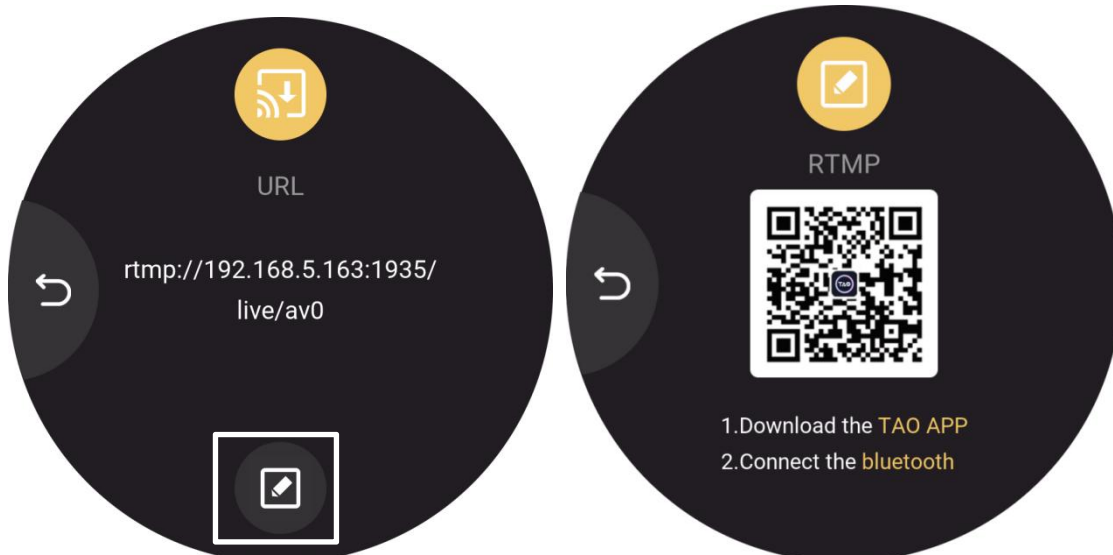 URL
rtmp://192.168.5.163:1935/
live/av0
RTMP
TAO
1.Download the TAO APP
2.Connect the bluetooth